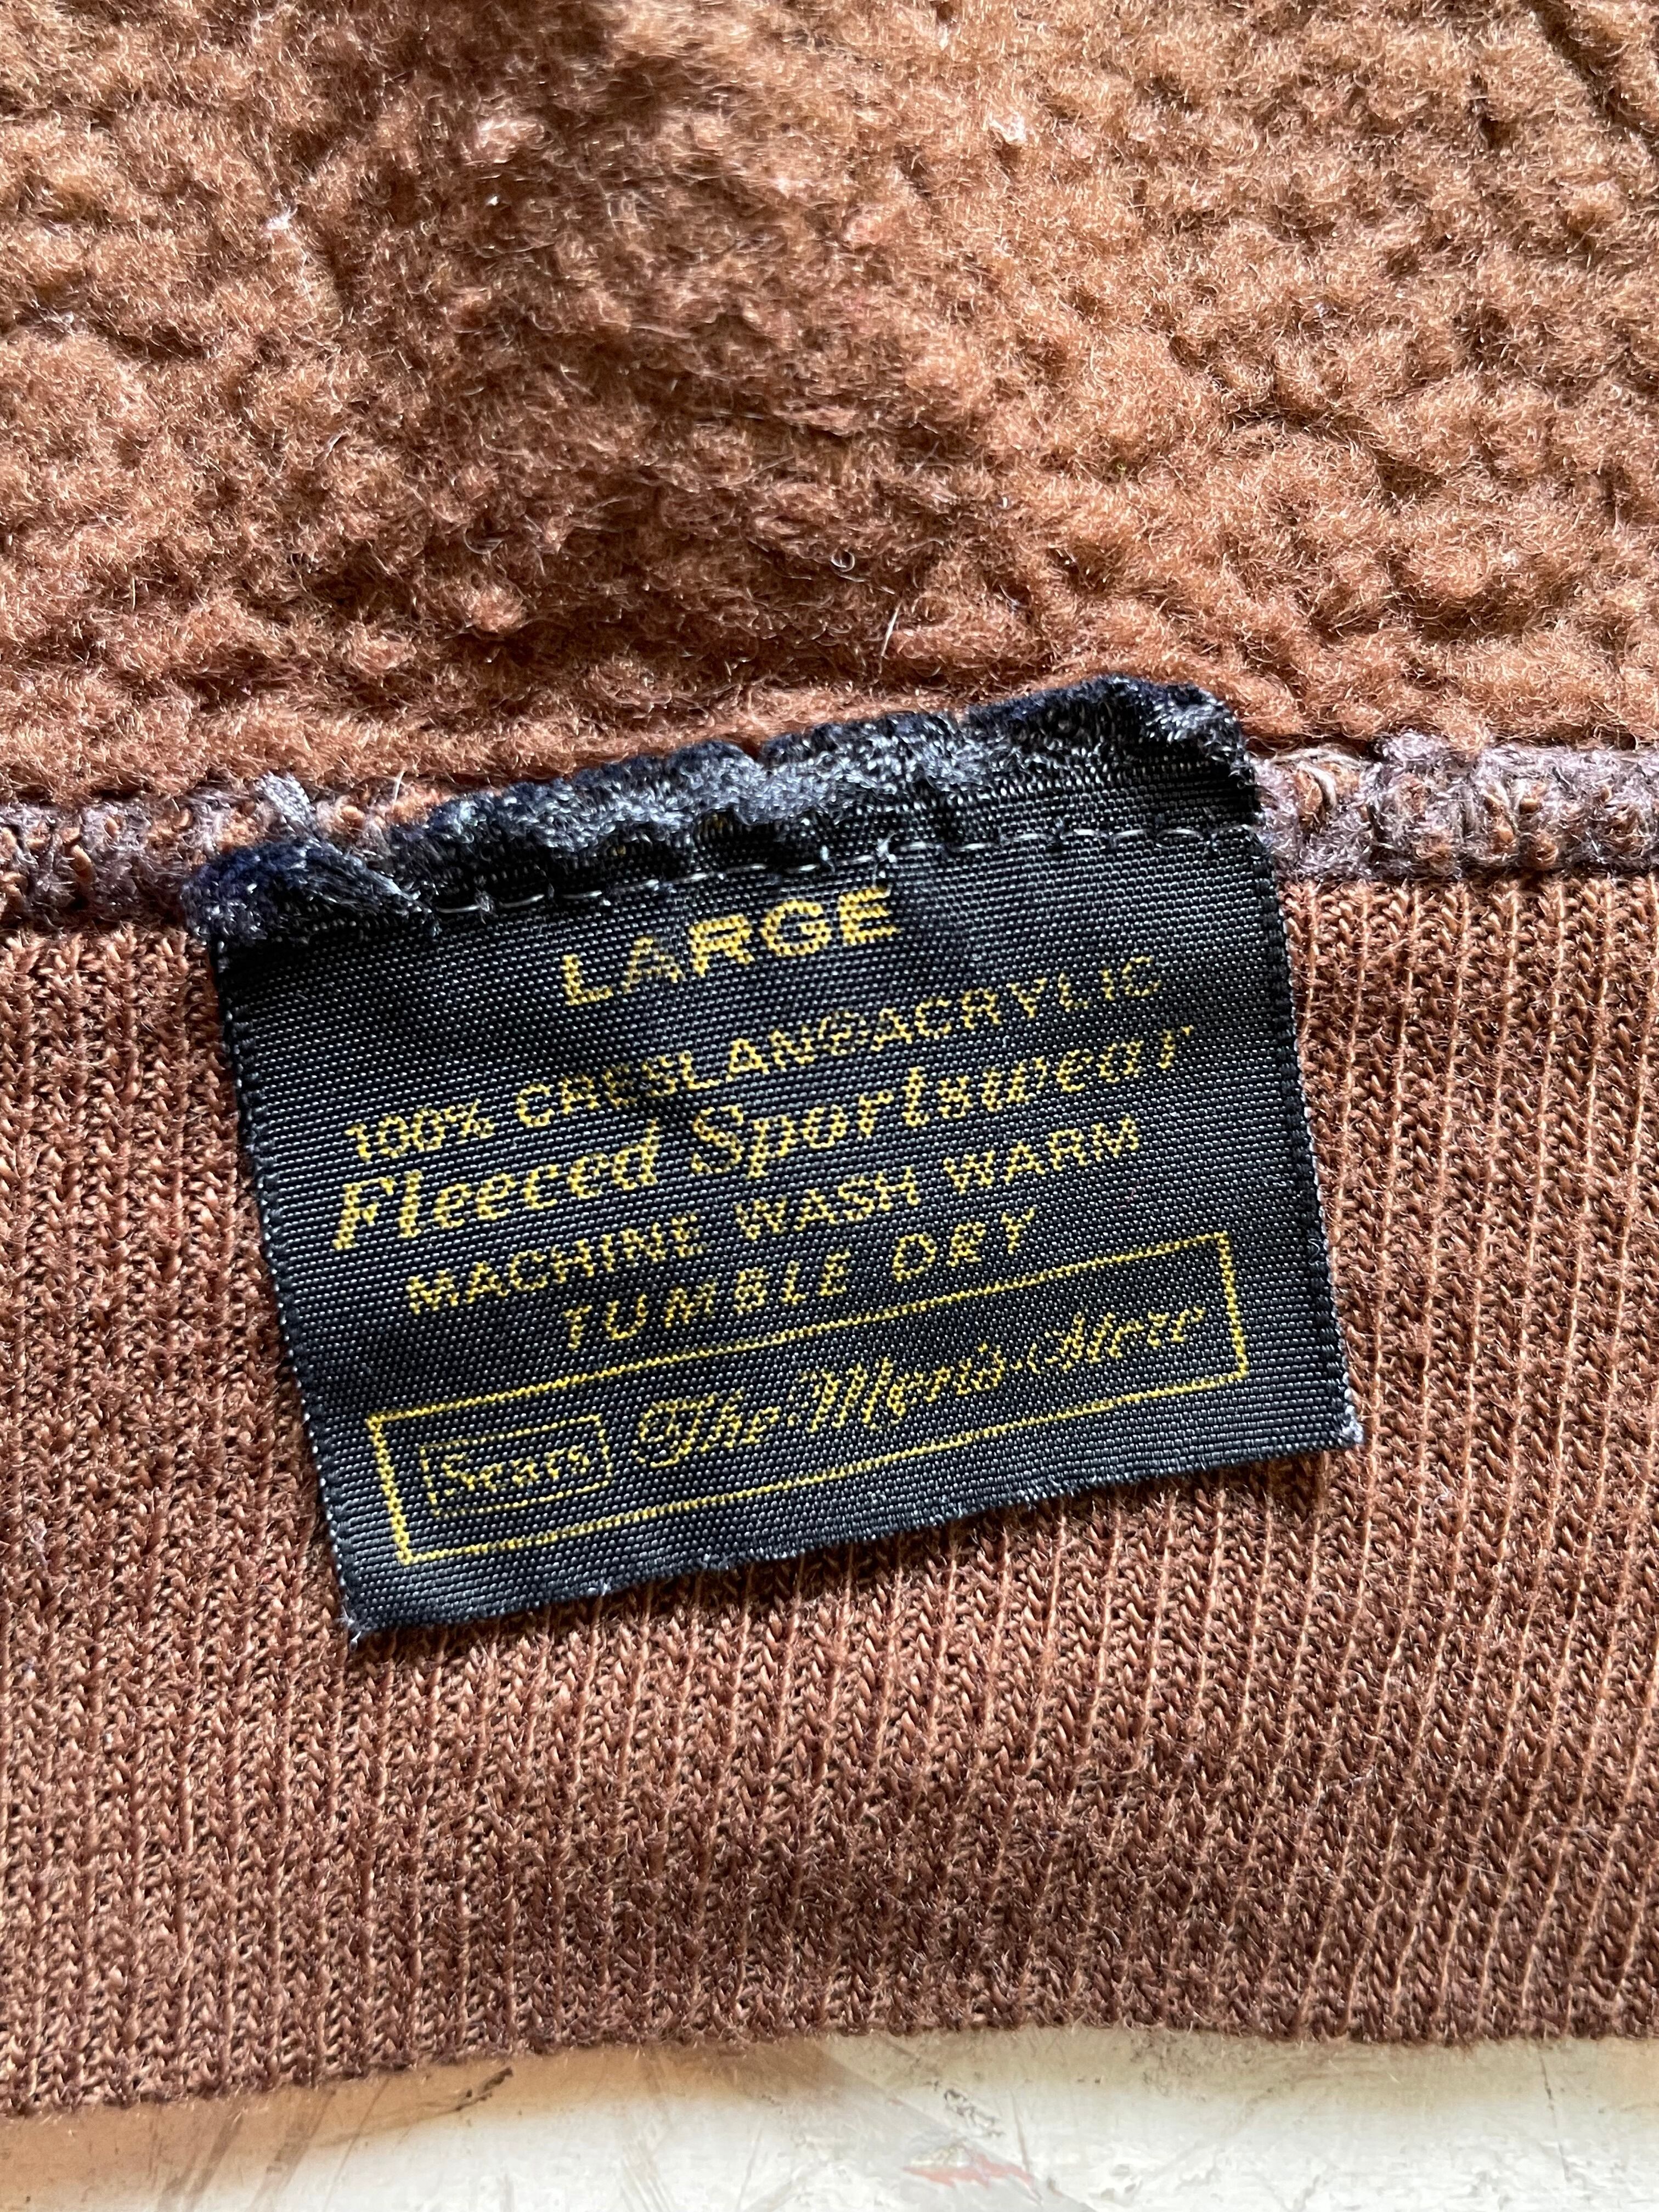 LARGE
100% CRESLAN®ACRYLIC
Fleeced Sportswear
MACHINE WASH WARM
TUMBLE DRY
Sears The Men's Store